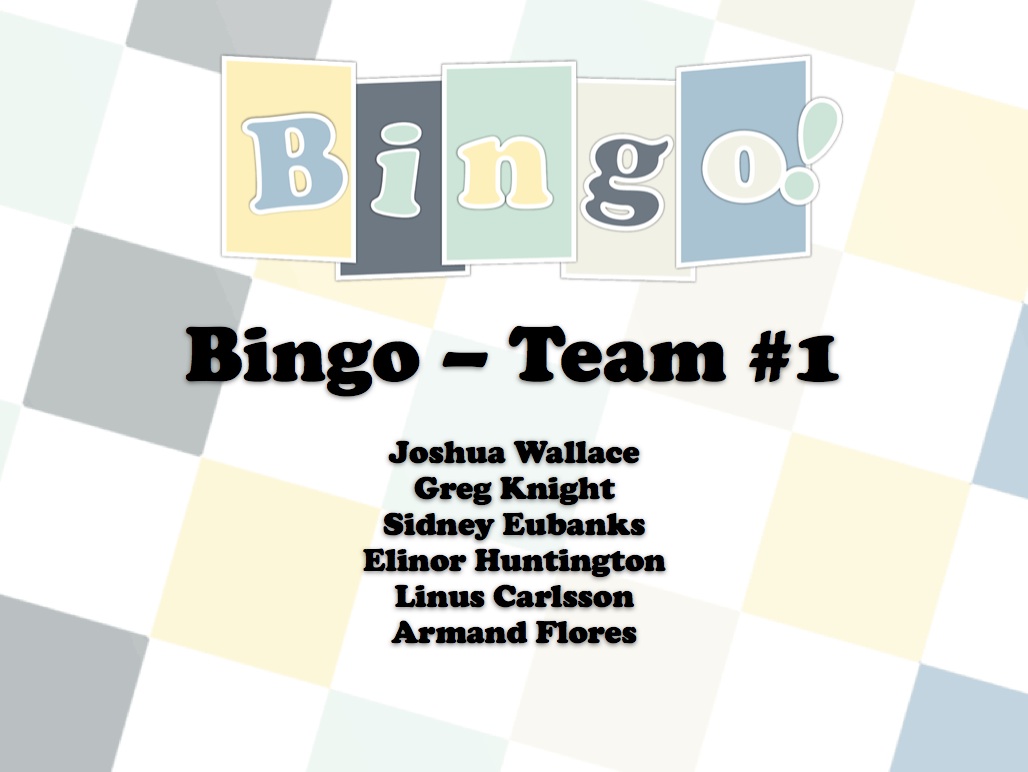 Bingo!
Bingo – Team #1
Joshua Wallace
Greg Knight
Sidney Eubanks
Elinor Huntington
Linus Carlsson
Armand Flores